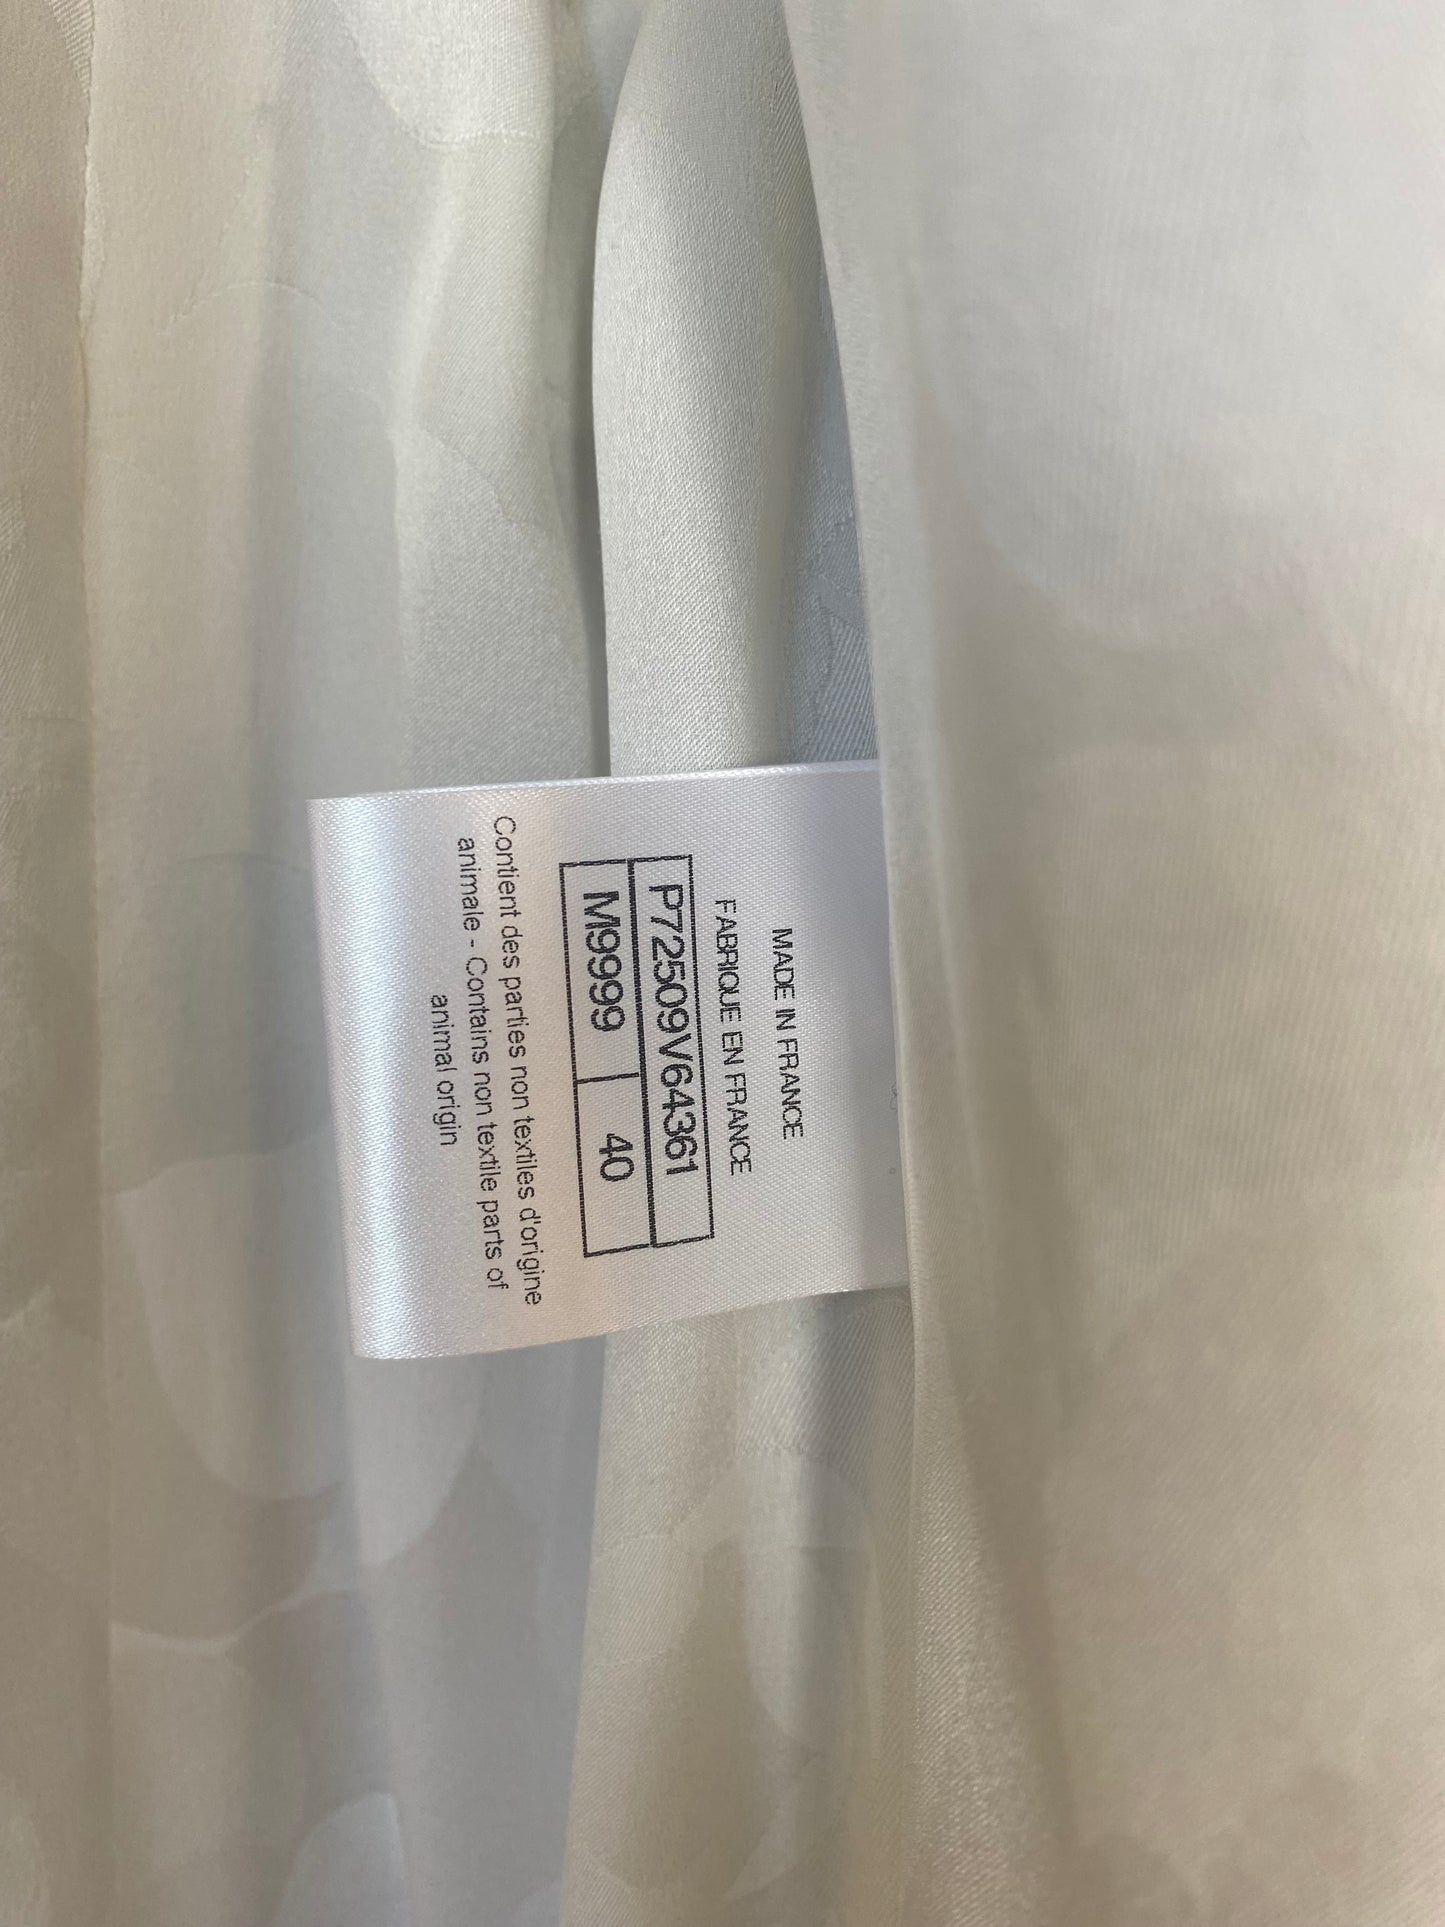 MADE IN FRANCE
FABRIQUE EN FRANCE
P72509V64361
M9999 40
Contient des parties non textiles d'origine
animale - Contains non textile parts of
animal origin